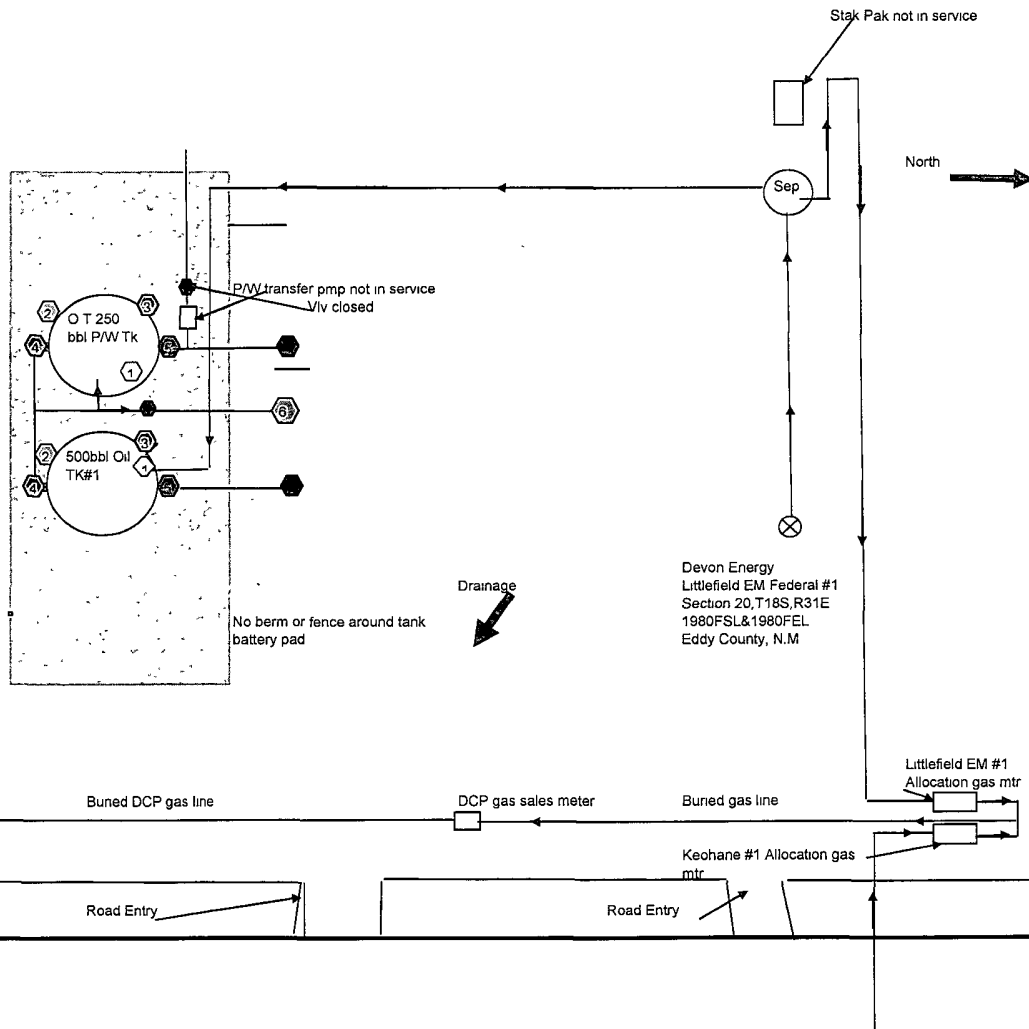 Stak Pak not in service
North
Sep
P/W transfer pmp not in service
Vlv closed
2
3
O T 250
bbl P/W Tk
4
5
1
6
2
3
500bbl Oil
TK#1
1
4
5
Devon Energy
Littlefield EM Federal #1
Section 20,T18S,R31E
1980FSL&1980FEL
Eddy County, N.M
Drainage
No berm or fence around tank
battery pad
Littlefield EM #1
Allocation gas mtr
Buried DCP gas line
DCP gas sales meter
Buried gas line
Keohane #1 Allocation gas
mtr
Road Entry
Road Entry